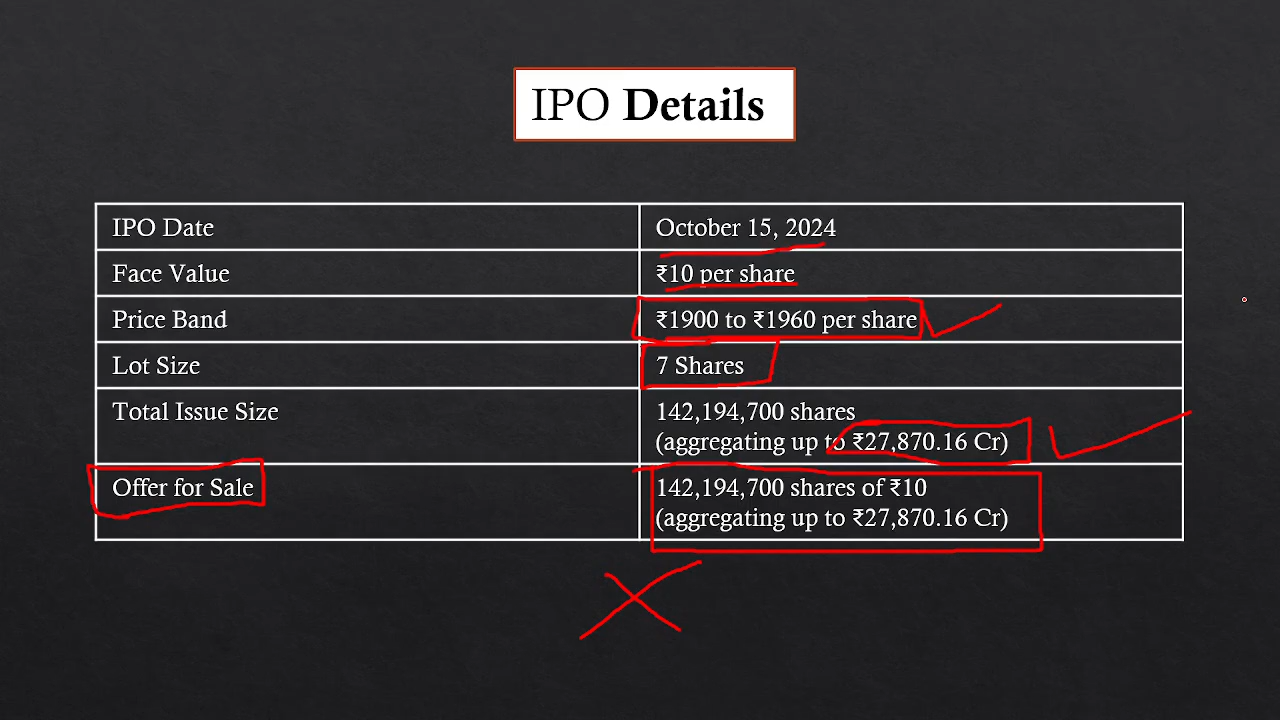 IPO Details
IPO Date October 15, 2024
Face Value ₹10 per share
Price Band ₹1900 to ₹1960 per share
Lot Size 7 Shares
Total Issue Size 142,194,700 shares
(aggregating up to ₹27,870.16 Cr)
Offer for Sale 142,194,700 shares of ₹10
(aggregating up to ₹27,870.16 Cr)